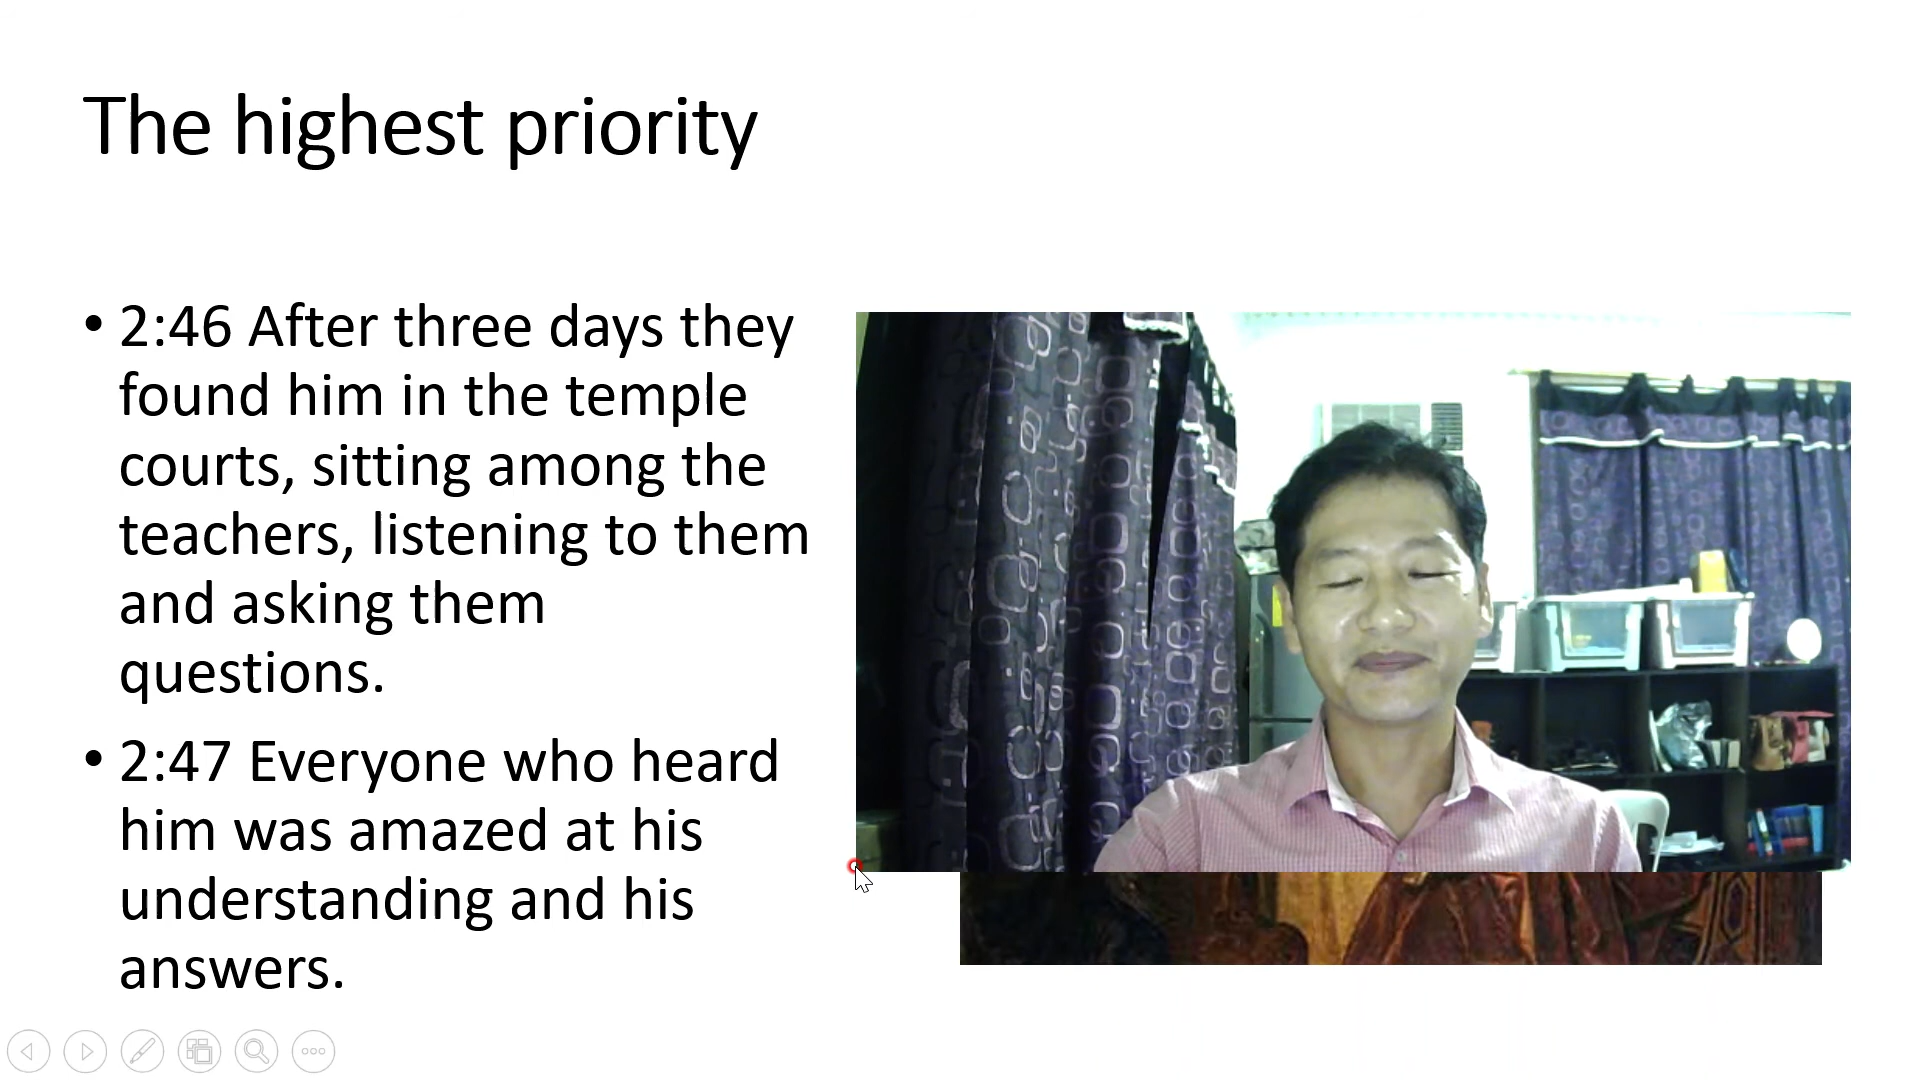 The highest priority
• 2:46 After three days they
found him in the temple
courts, sitting among the
teachers, listening to them
and asking them
questions.
• 2:47 Everyone who heard
him was amazed at his
understanding and his
answers.